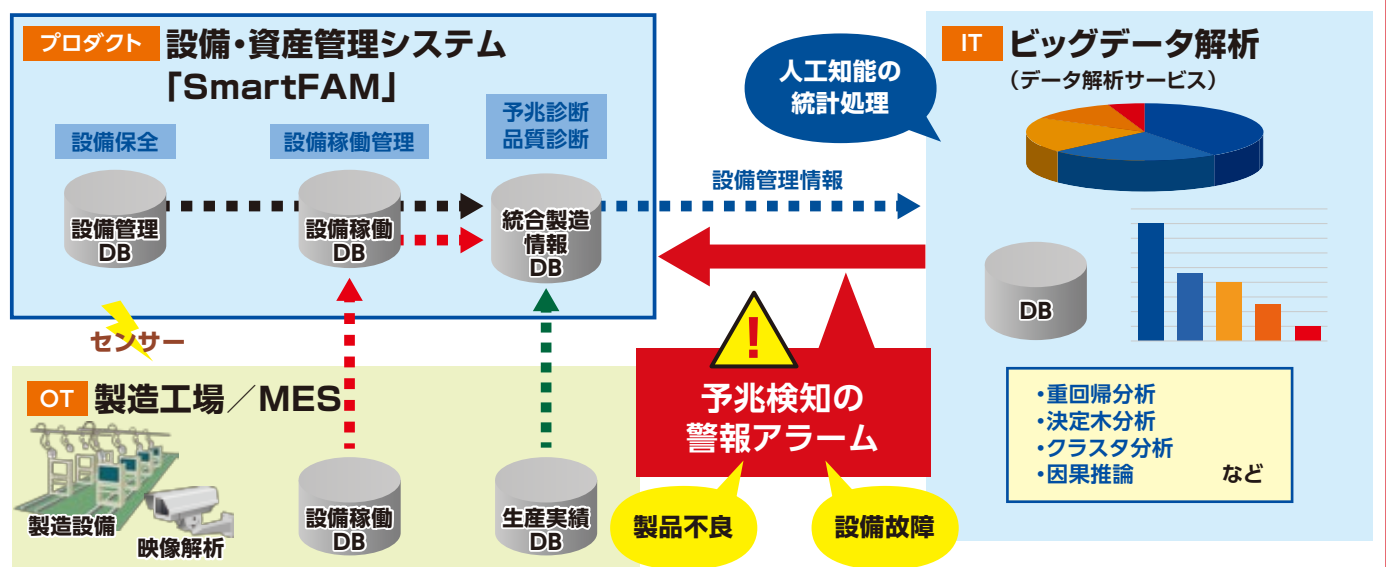 プロダクト 設備・資産管理システム
「SmartFAM」
設備保全
設備稼働管理
予兆診断
品質診断
設備管理
DB
設備稼働
DB
統合製造
情報
DB
センサー
OT 製造工場／MES
製造設備
映像解析
設備稼働
DB
生産実績
DB
人工知能の
統計処理
設備管理情報
!
予兆検知の
警報アラーム
製品不良
設備故障
IT ビッグデータ解析
（データ解析サービス）
DB
・重回帰分析
・決定木分析
・クラスタ分析
・因果推論 など